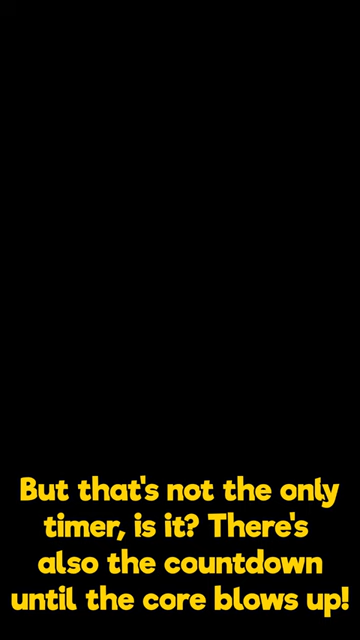 But that's not the only
timer, is it? There's
also the countdown
until the core blows up!